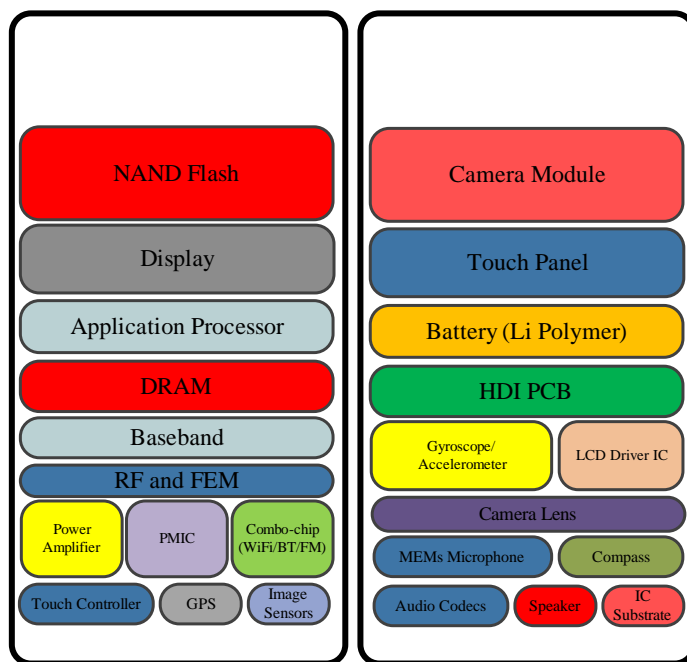 NAND Flash
Display
Application Processor
DRAM
Baseband
RF and FEM
Power
Amplifier
PMIC
Combo-chip
(WiFi/BT/FM)
Touch Controller
GPS
Image
Sensors
Camera Module
Touch Panel
Battery (Li Polymer)
HDI PCB
Gyroscope/
Accelerometer
LCD Driver IC
Camera Lens
MEMs Microphone
Compass
Audio Codecs
Speaker
IC
Substrate